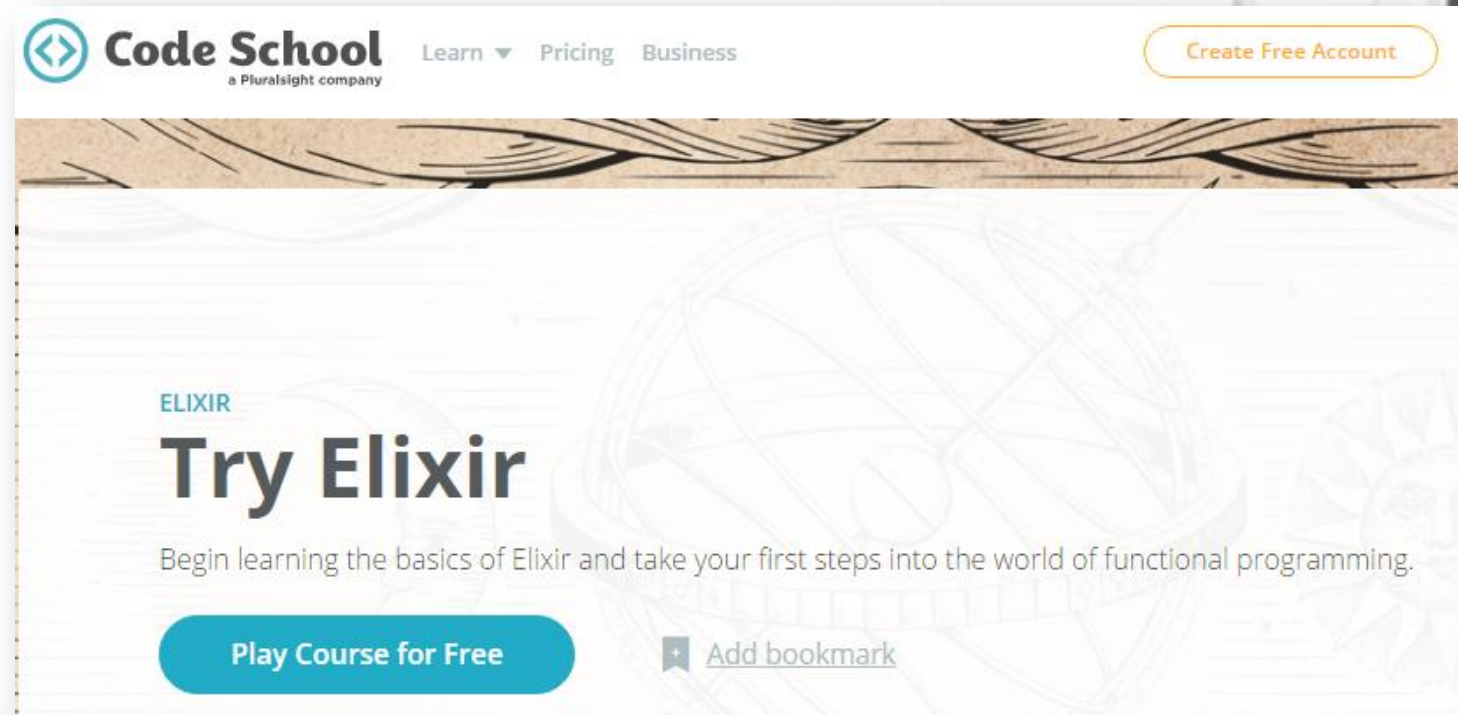 Code School
a Pluralsight company
Learn Pricing Business
Create Free Account
ELIXIR
Try Elixir
Begin learning the basics of Elixir and take your first steps into the world of functional programming.
Play Course for Free
Add bookmark